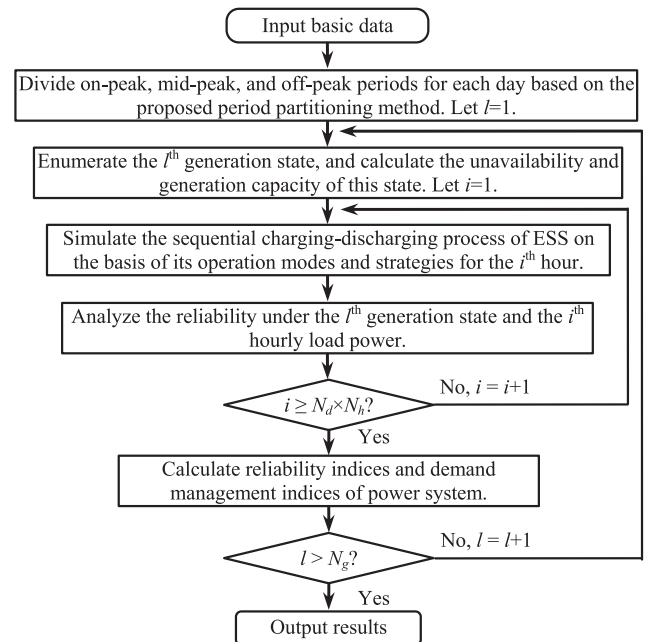 Input basic data
Divide on-peak, mid-peak, and off-peak periods for each day based on the
proposed period partitioning method. Let l=1.
Enumerate the lth generation state, and calculate the unavailability and
generation capacity of this state. Let i=1.
Simulate the sequential charging-discharging process of ESS on
the basis of its operation modes and strategies for the ith hour.
Analyze the reliability under the lth generation state and the ith
hourly load power.
i ≥ Nd×Nh?
No, i = i+1
Yes
Calculate reliability indices and demand
management indices of power system.
l > Ng?
No, l = l+1
Yes
Output results